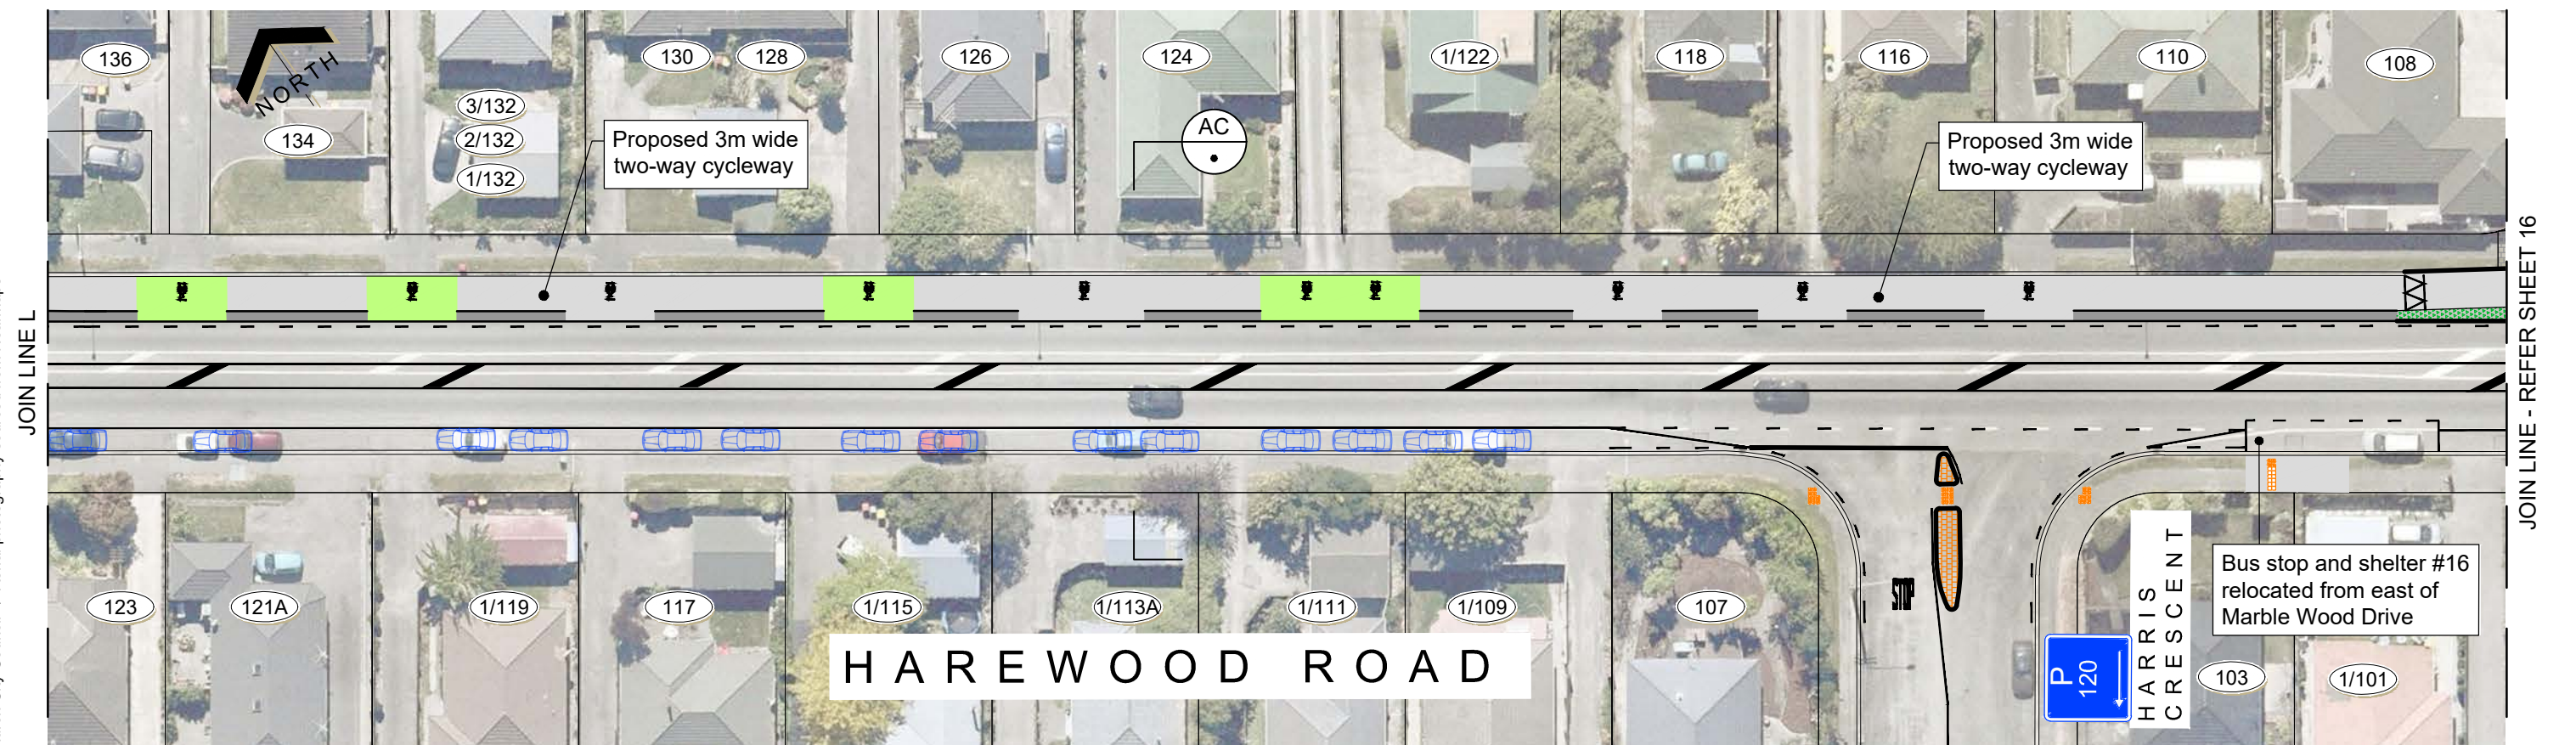 136
NORTH
134
3/132
2/132
1/132
130
128
Proposed 3m wide
two-way cycleway
126
124
AC
1/122
118
116
Proposed 3m wide
two-way cycleway
110
108
JOIN LINE L
JOIN LINE - REFER SHEET 16
123
121A
1/119
117
1/115
1/113A
1/111
1/109
107
HAREWOOD ROAD
STOP
P
120
HARRIS
CRESCENT
103
1/101
Bus stop and shelter #16
relocated from east of
Marble Wood Drive